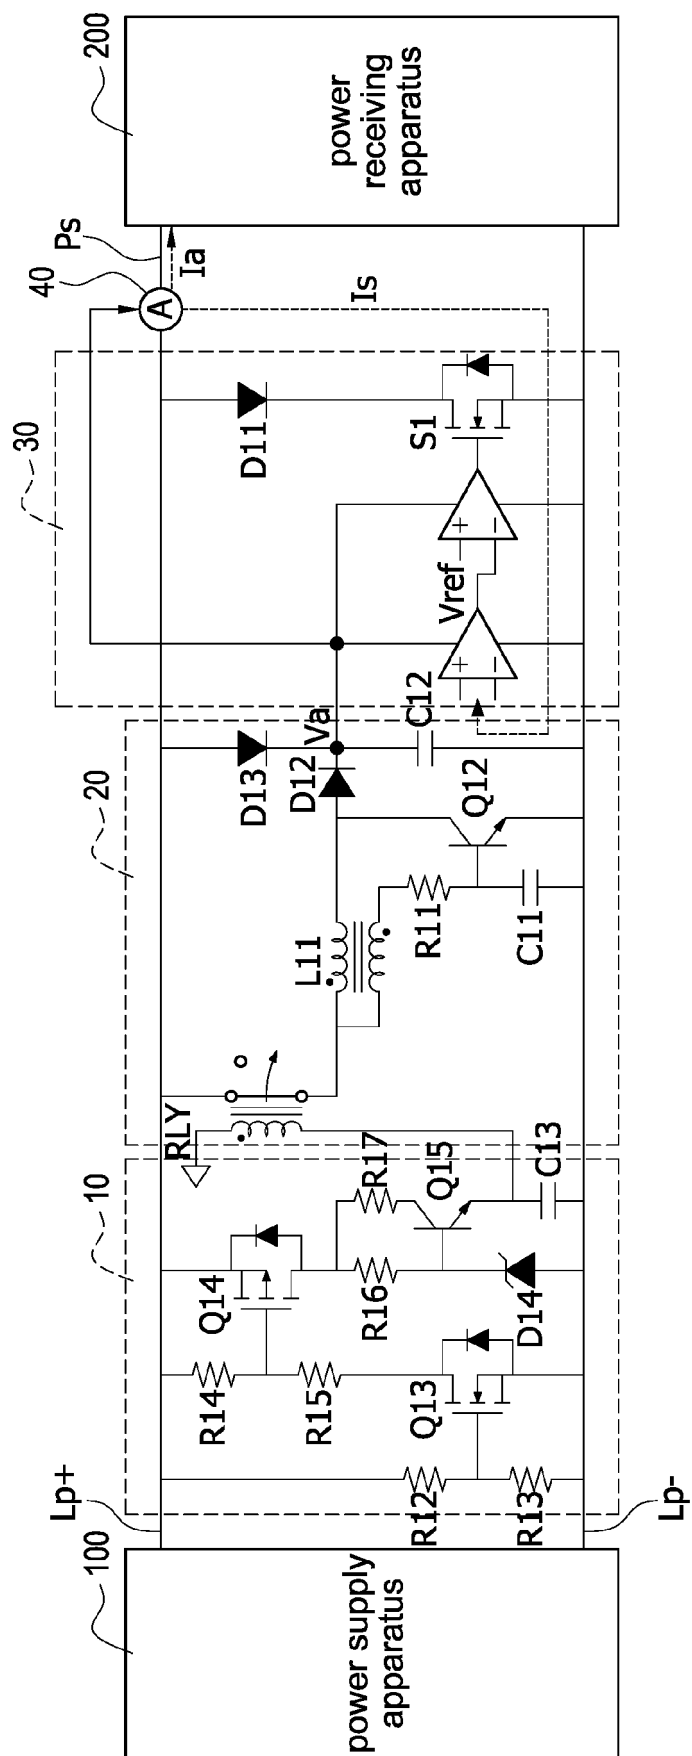 100
power supply
apparatus
Lp+
Lp-
10
R12
R13
R14
R15
Q13
Q14
R16
R17
Q15
D14
C13
20
RLY
L11
R11
C11
Q12
D13
D12
Va
C12
30
Vref
D11
S1
40
A
Ps
Ia
Is
200
power
receiving
apparatus